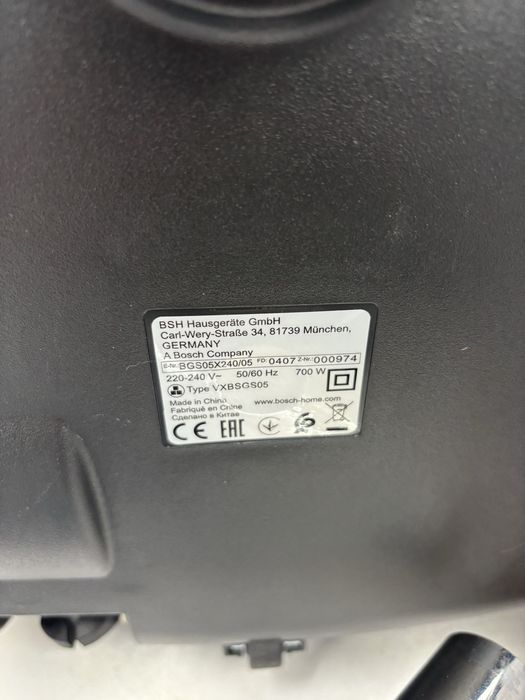 BSH Hausgeräte GmbH
Carl-Wery-Straße 34, 81739 München,
GERMANY
A Bosch Company
E-Nr. BGS05X240/05 FD 0407 Z-Nr. 000974
220-240 V~ 50/60 Hz 700 W
Type VXBSGS05
Made in China www.bosch-home.com
Fabriqué en Chine
Сделано в Китае
CE EAC